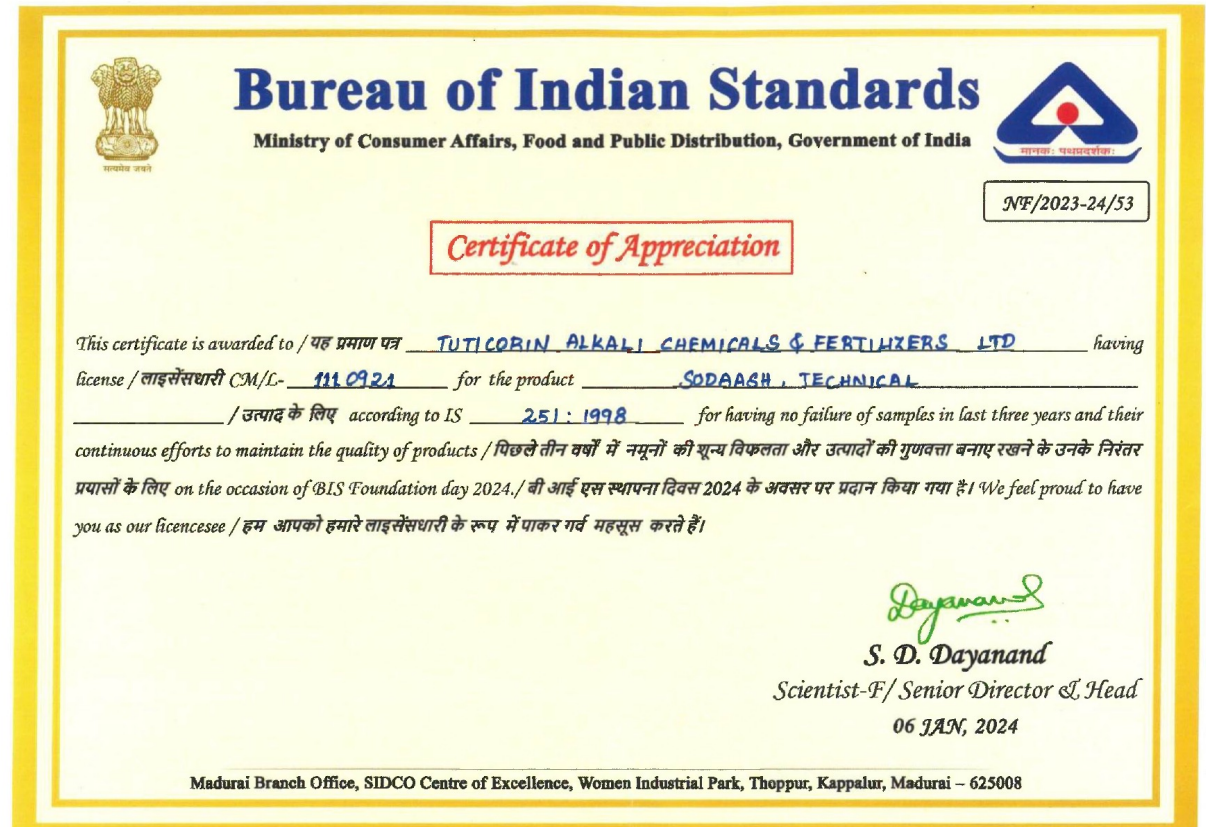 Bureau of Indian Standards
Ministry of Consumer Affairs, Food and Public Distribution, Government of India
सत्यमेव जयते
मानकः पथप्रदर्शकः
NF/2023-24/53
Certificate of Appreciation
This certificate is awarded to / यह प्रमाण पत्र TUTICORIN ALKALI CHEMICALS & FERTILIZERS LTD having
license / लाइसेंसधारी CM/L- 1110921 for the product SODAASH, TECHNICAL
/ उत्पाद के लिए according to IS 251:1998 for having no failure of samples in last three years and their
continuous efforts to maintain the quality of products / पिछले तीन वर्षों में नमूनों की शून्य विफलता और उत्पादों की गुणवत्ता बनाए रखने के उनके निरंतर
प्रयासों के लिए on the occasion of BIS Foundation day 2024./ बी आई एस स्थापना दिवस 2024 के अवसर पर प्रदान किया गया है। We feel proud to have
you as our licencesee / हम आपको हमारे लाइसेंसधारी के रूप में पाकर गर्व महसूस करते हैं।
Dayanand
S. D. Dayanand
Scientist-F/ Senior Director & Head
06 JAN, 2024
Madurai Branch Office, SIDCO Centre of Excellence, Women Industrial Park, Thoppur, Kappalur, Madurai – 625008